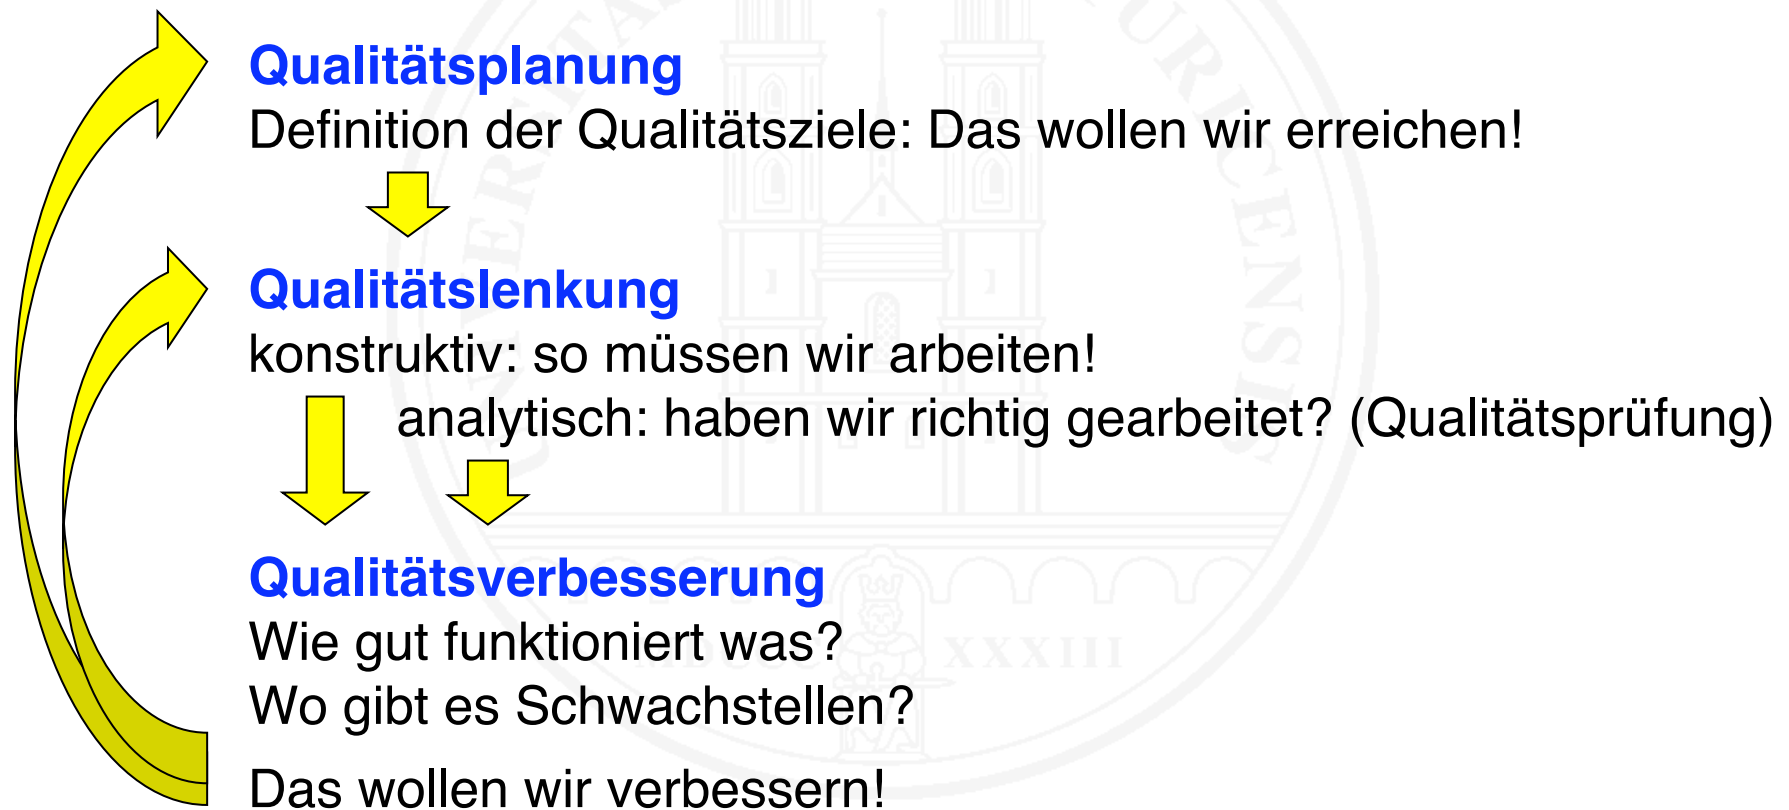 Qualitätsplanung
Definition der Qualitätsziele: Das wollen wir erreichen!
Qualitätslenkung
konstruktiv: so müssen wir arbeiten!
analytisch: haben wir richtig gearbeitet? (Qualitätsprüfung)
Qualitätsverbesserung
Wie gut funktioniert was?
Wo gibt es Schwachstellen?
Das wollen wir verbessern!
XXXIII